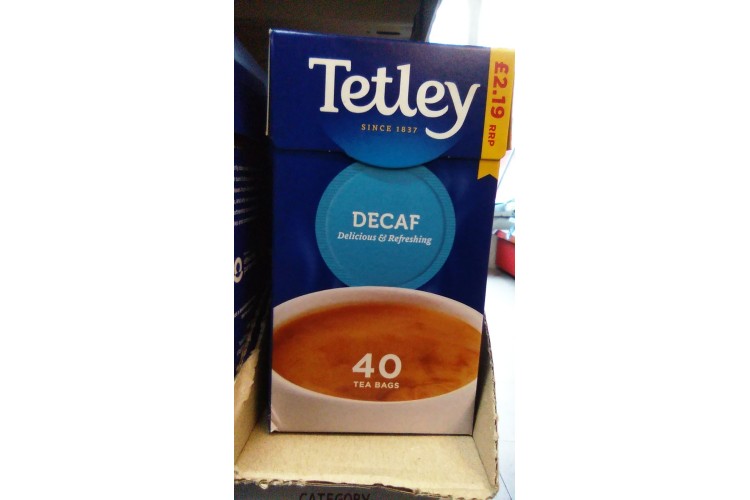 Tetley
SINCE 1837
£2.19 RRP
DECAF
Delicious & Refreshing
40
TEA BAGS
CATEGORY